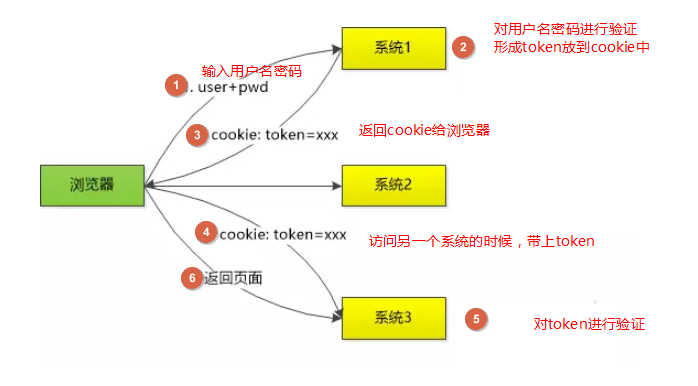 对用户名密码进行验证
系统1
2
形成token放到cookie中
输入用户名密码
1
. user+pwd
3
cookie: token=xxx
返回cookie给浏览器
浏览器
系统2
4
cookie: token=xxx
访问另一个系统的时候，带上token
6
返回页面
系统3
5
对token进行验证